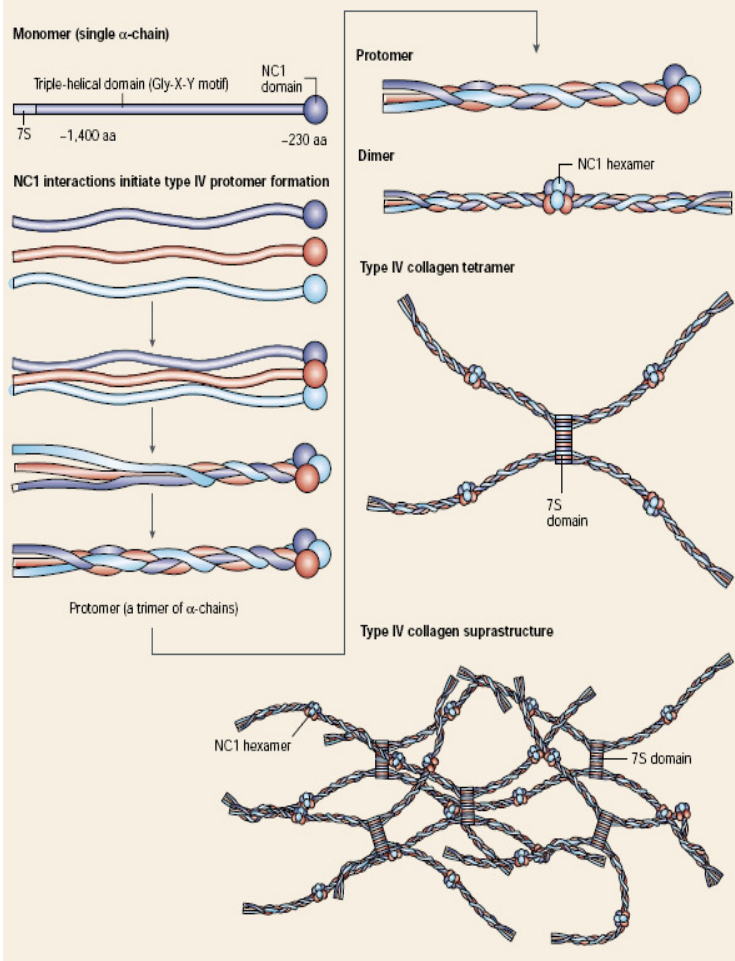 Monomer (single α-chain)
Triple-helical domain (Gly-X-Y motif)
NC1
domain
7S
~1,400 aa
~230 aa
NC1 interactions initiate type IV protomer formation
Protomer (a trimer of α-chains)
Protomer
Dimer
NC1 hexamer
Type IV collagen tetramer
7S
domain
Type IV collagen suprastructure
NC1 hexamer
7S domain